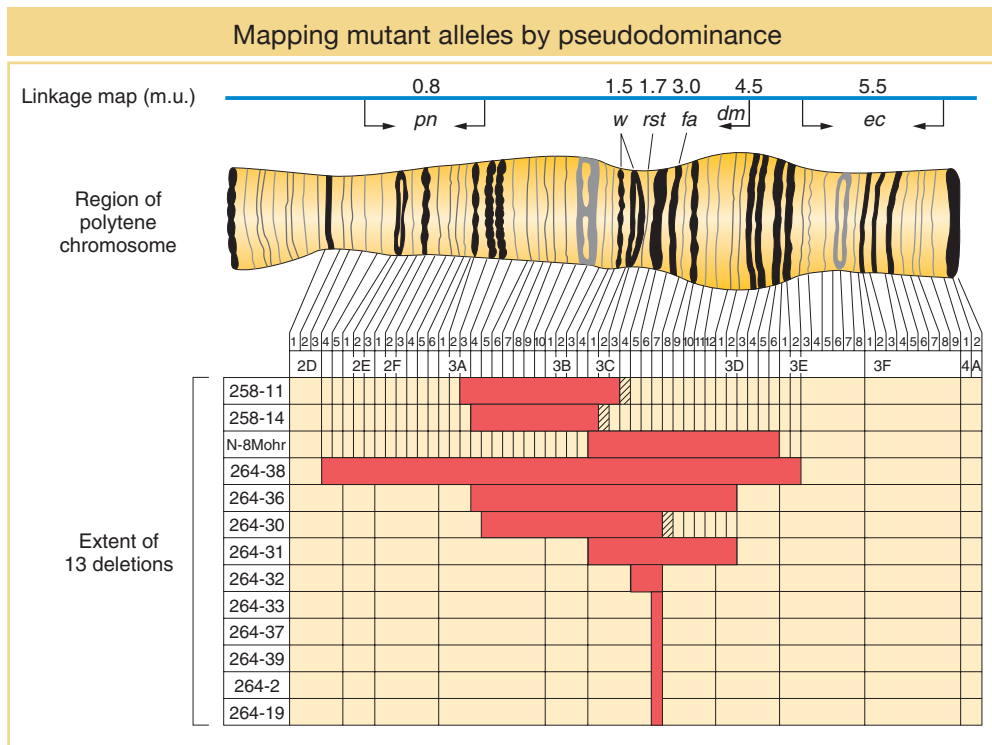 Mapping mutant alleles by pseudodominance
Linkage map (m.u.)
0.8 1.5 1.7 3.0 4.5 5.5
pn w rst fa dm ec
Region of
polytene
chromosome
1 2 3 4 5 1 2 3 1 2 3 4 5 6 1 2 3 4 5 6 7 8 9 10 1 2 3 4 1 2 3 4 5 6 7 8 9 10 11 12 1 2 3 4 5 6 1 2 3 4 5 6 7 8 1 2 3 4 5 6 7 8 9 1 2
2D 2E 2F 3A 3B 3C 3D 3E 3F 4A
258-11
258-14
N-8Mohr
264-38
264-36
264-30
Extent of
13 deletions
264-31
264-32
264-33
264-37
264-39
264-2
264-19